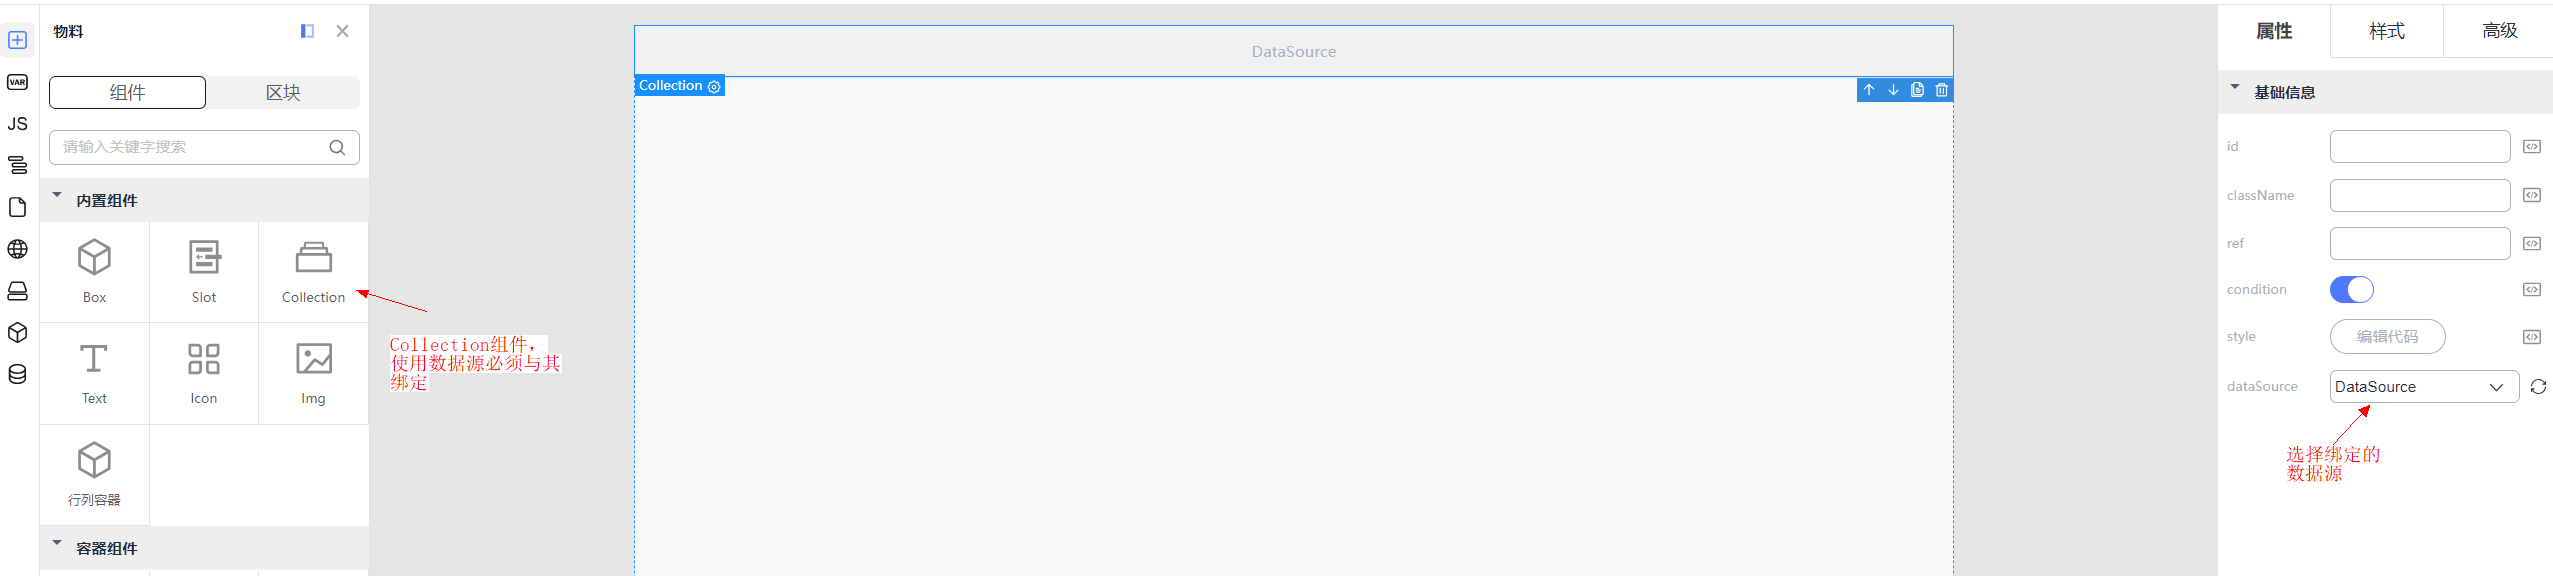 物料
组件
区块
请输入关键字搜索
内置组件
Box
Slot
Collection
Text
Icon
Img
行列容器
容器组件
VAR
JS
Collection组件，
使用数据源必须与其
绑定
DataSource
Collection
属性
样式
高级
基础信息
id
className
ref
condition
style
编辑代码
dataSource
DataSource
选择绑定的
数据源